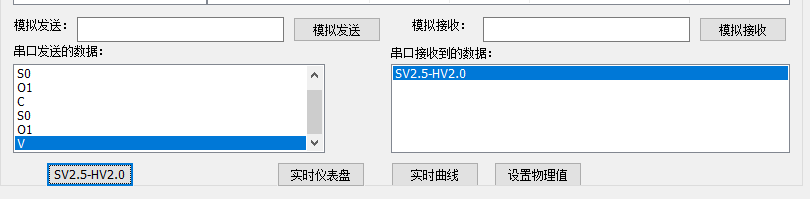 模拟发送: 模拟发送 模拟接收: 模拟接收
串口发送的数据: 串口接收到的数据:
S0 SV2.5-HV2.0
O1
C
S0
O1
V
SV2.5-HV2.0 实时仪表盘 实时曲线 设置物理值